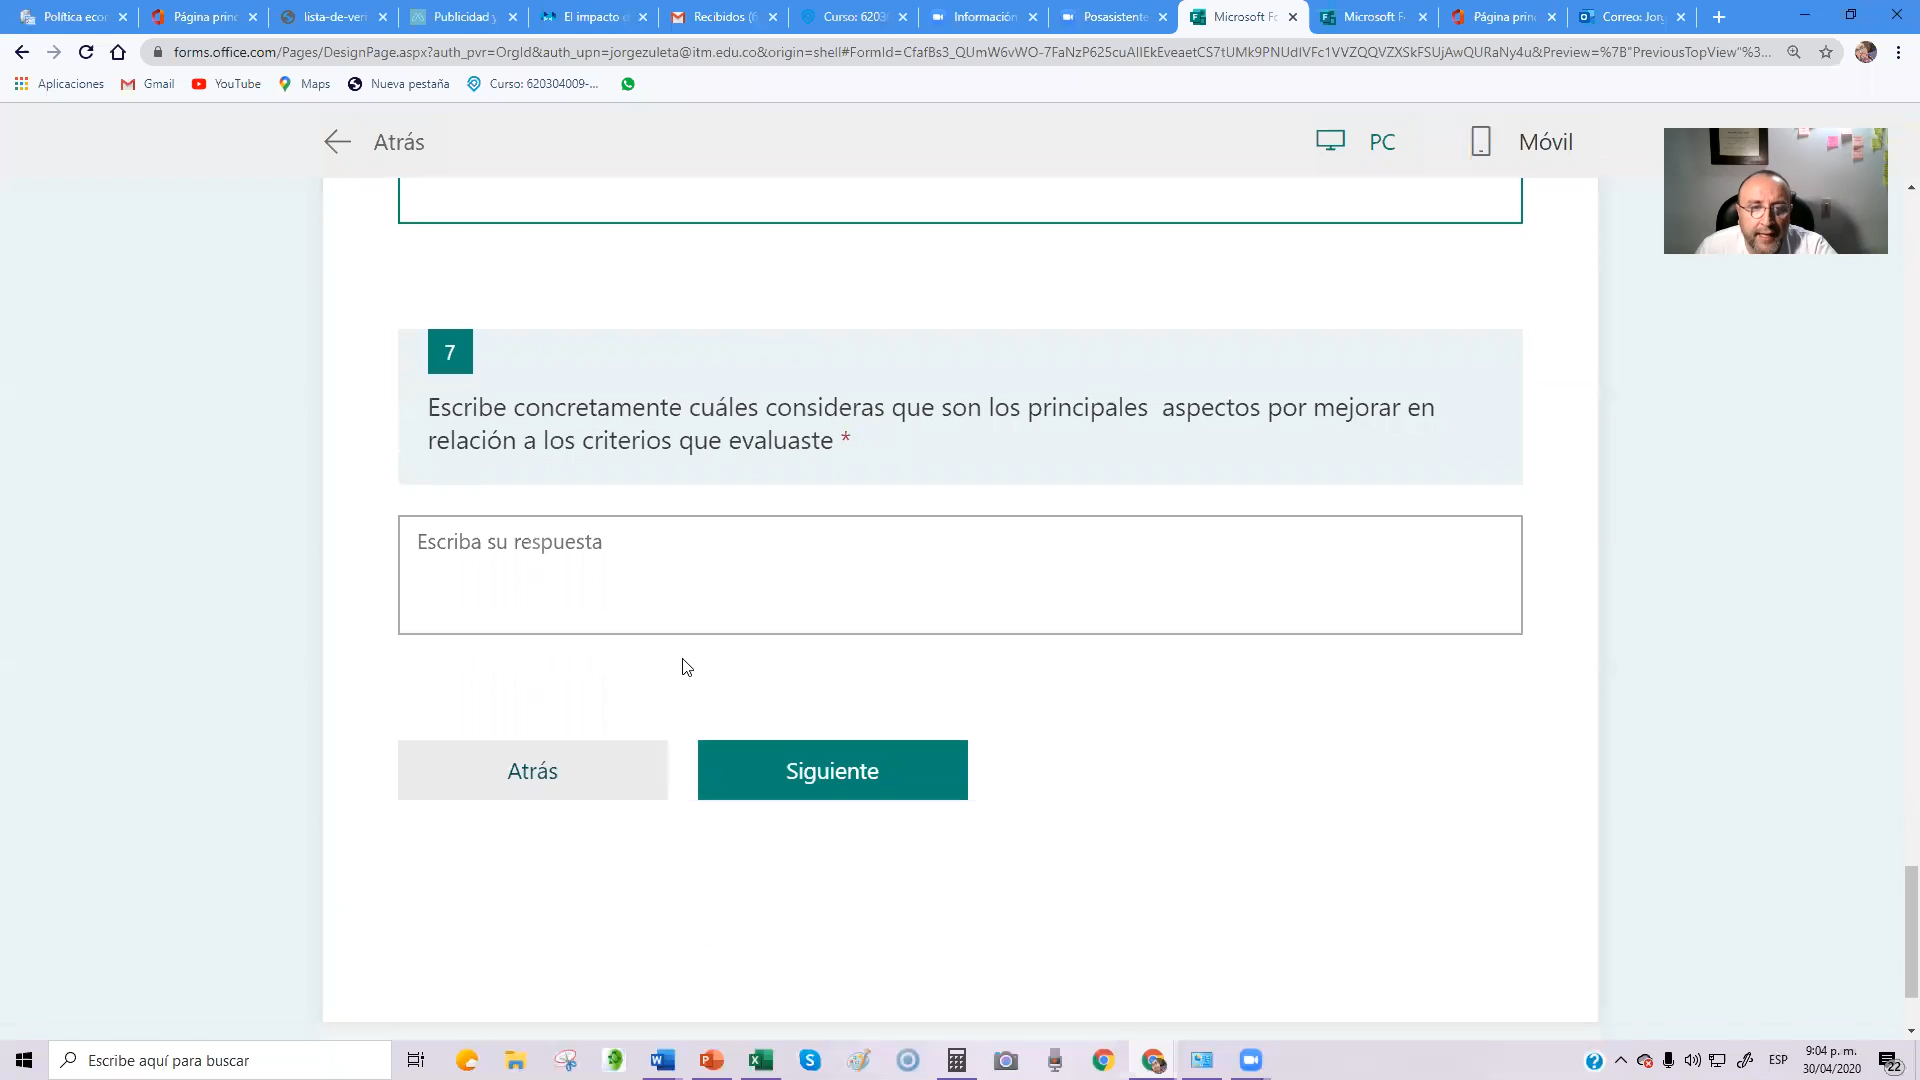 Política ecor
Página princ
lista-de-veri
Publicidad y
El impacto d
Recibidos (6
Curso: 6203
Información
Posasistente
Microsoft Fo
Microsoft Fo
Página princ
Correo: Jorg
forms.office.com/Pages/DesignPage.aspx?auth_pvr=OrgId&auth_upn=jorgezuleta@itm.edu.co&origin=shell#FormId=CfafBs3_QUmW6vWO-7FaNzP625cuAIlEkEveaetCS7tUMk9PNUdIVFc1VVZQQVZXSkFSUjAwQURaNy4u&Preview=%7B"PreviousTopView"%3...
Aplicaciones
Gmail
YouTube
Maps
Nueva pestaña
Curso: 620304009-...
Atrás
PC
Móvil
7
Escribe concretamente cuáles consideras que son los principales aspectos por mejorar en
relación a los criterios que evaluaste *
Escriba su respuesta
Atrás
Siguiente
Escribe aquí para buscar
ESP
9:04 p. m.
30/04/2020
22